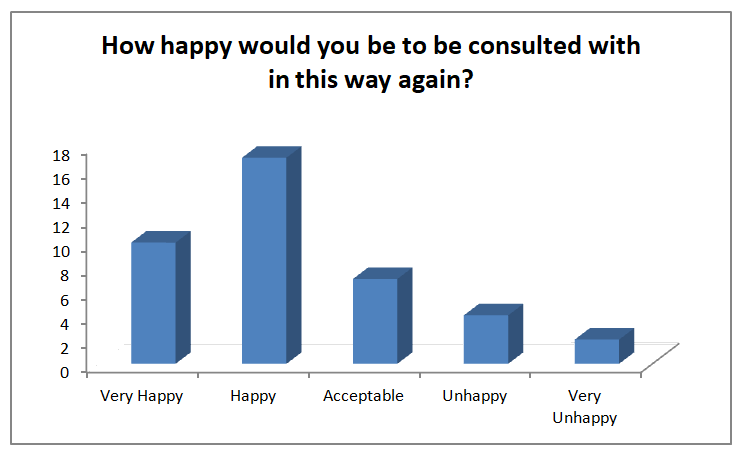 How happy would you be to be consulted with
in this way again?
18
16
14
12
10
8
6
4
2
0
Very Happy
Happy
Acceptable
Unhappy
Very
Unhappy